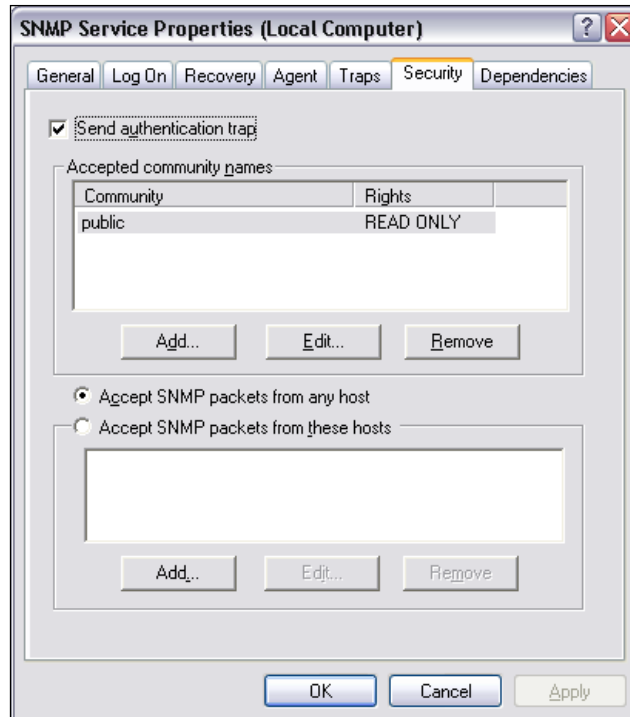 SNMP Service Properties (Local Computer)
General Log On Recovery Agent Traps Security Dependencies
Send authentication trap
Accepted community names
Community Rights
public READ ONLY
Add... Edit... Remove
Accept SNMP packets from any host
Accept SNMP packets from these hosts
Add... Edit... Remove
OK Cancel Apply